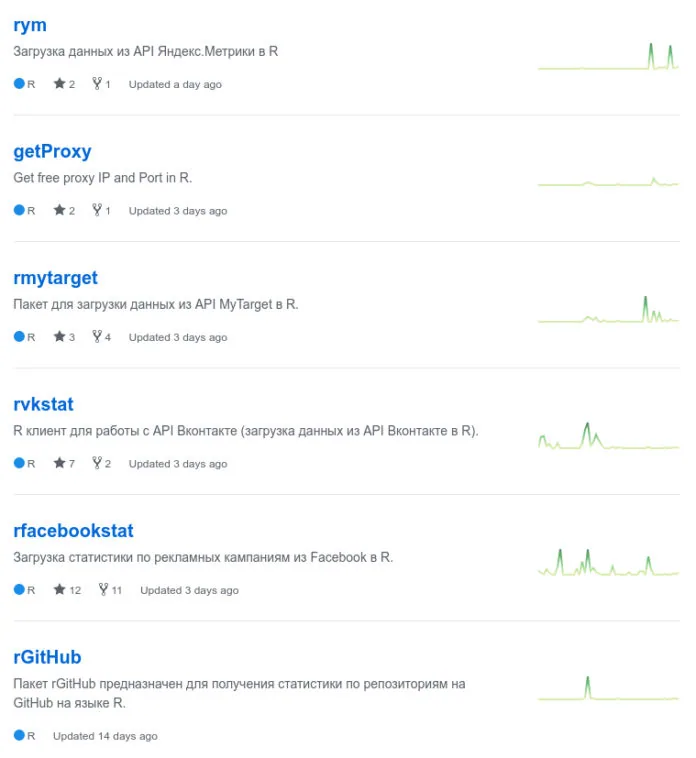 rym
Загрузка данных из API Яндекс.Метрики в R
R 2 1 Updated a day ago
getProxy
Get free proxy IP and Port in R.
R 2 1 Updated 3 days ago
rmytarget
Пакет для загрузки данных из API MyTarget в R.
R 3 4 Updated 3 days ago
rvkstat
R клиент для работы с API Вконтакте (загрузка данных из API Вконтакте в R).
R 7 2 Updated 3 days ago
rfacebookstat
Загрузка статистики по рекламных кампаниям из Facebook в R.
R 12 11 Updated 3 days ago
rGitHub
Пакет rGitHub предназначен для получения статистики по репозиториям на
GitHub на языке R.
R Updated 14 days ago